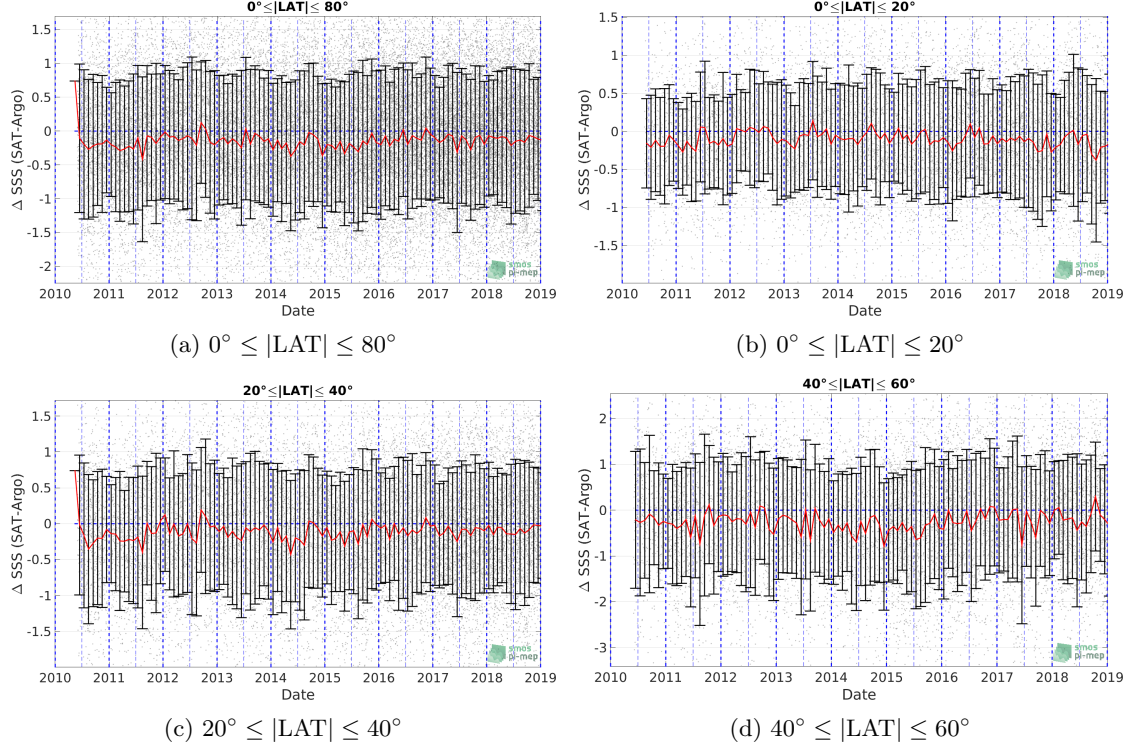 0°≤|LAT|≤ 80°
1.5
1
0.5
0
-0.5
-1
-1.5
-2
Δ SSS (SAT-Argo)
2010 2011 2012 2013 2014 2015 2016 2017 2018 2019
Date
smos
pi-mep
(a) 0° ≤ |LAT| ≤ 80°
0°≤|LAT|≤ 20°
1.5
1
0.5
0
-0.5
-1
-1.5
Δ SSS (SAT-Argo)
2010 2011 2012 2013 2014 2015 2016 2017 2018 2019
Date
smos
pi-mep
(b) 0° ≤ |LAT| ≤ 20°
20°≤|LAT|≤ 40°
1.5
1
0.5
0
-0.5
-1
-1.5
Δ SSS (SAT-Argo)
2010 2011 2012 2013 2014 2015 2016 2017 2018 2019
Date
smos
pi-mep
(c) 20° ≤ |LAT| ≤ 40°
40°≤|LAT|≤ 60°
2
1
0
-1
-2
-3
Δ SSS (SAT-Argo)
2010 2011 2012 2013 2014 2015 2016 2017 2018 2019
Date
smos
pi-mep
(d) 40° ≤ |LAT| ≤ 60°